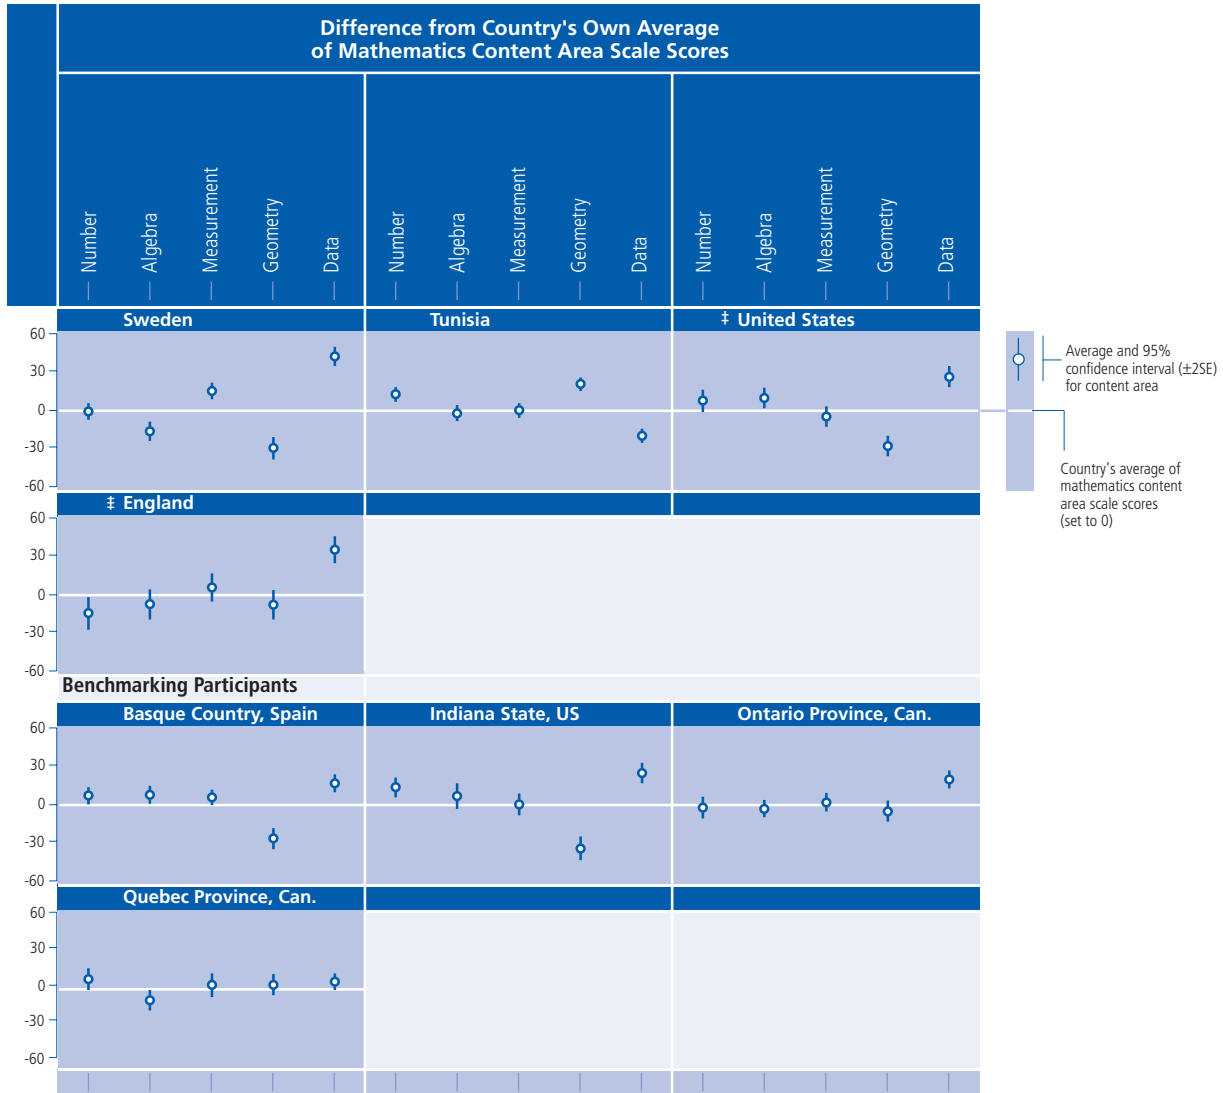 Difference from Country's Own Average
of Mathematics Content Area Scale Scores
Number
Algebra
Measurement
Geometry
Data
Number
Algebra
Measurement
Geometry
Data
Number
Algebra
Measurement
Geometry
Data
Sweden
Tunisia
‡ United States
60
30
0
-30
-60
Average and 95%
confidence interval (±2SE)
for content area
Country's average of
mathematics content
area scale scores
(set to 0)
‡ England
60
30
0
-30
-60
Benchmarking Participants
Basque Country, Spain
Indiana State, US
Ontario Province, Can.
60
30
0
-30
-60
Quebec Province, Can.
60
30
0
-30
-60